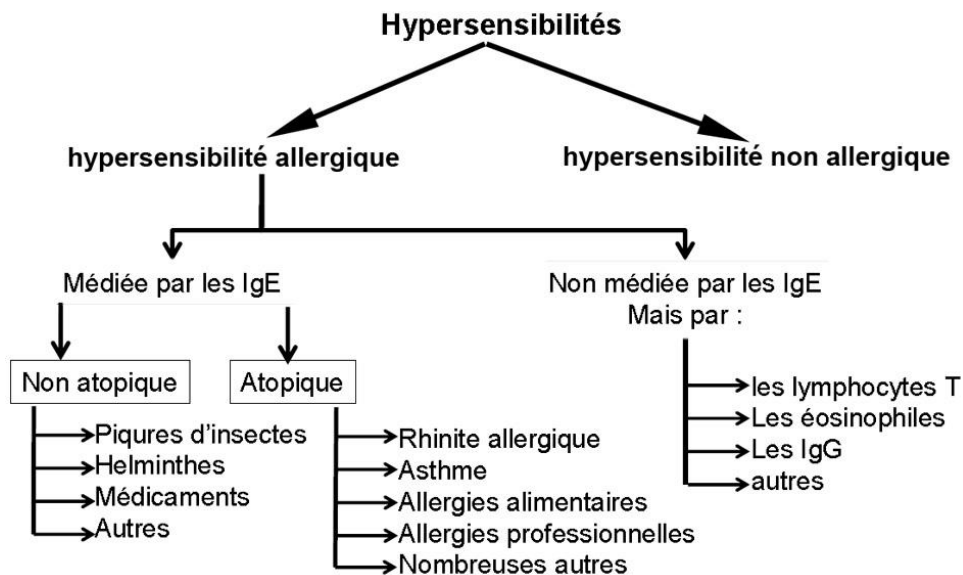 Hypersensibilités
hypersensibilité allergique
hypersensibilité non allergique
Médiée par les IgE
Non médiée par les IgE
Mais par :
Non atopique
Atopique
Piqures d'insectes
Helminthes
Médicaments
Autres
Rhinite allergique
Asthme
Allergies alimentaires
Allergies professionnelles
Nombreuses autres
les lymphocytes T
Les éosinophiles
Les IgG
autres